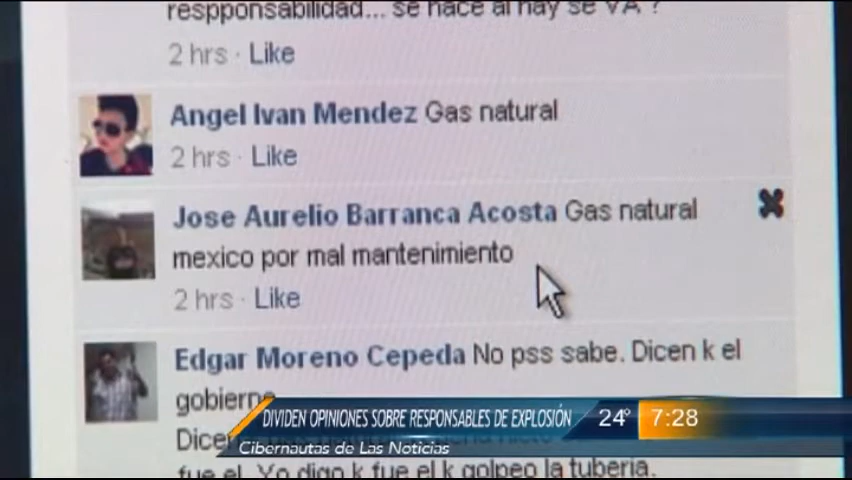 respponsabilidad... se hace al hay se VA ?
2 hrs · Like
Angel Ivan Mendez Gas natural
2 hrs · Like
Jose Aurelio Barranca Acosta Gas natural
mexico por mal mantenimiento
2 hrs · Like
Edgar Moreno Cepeda No pss sabe. Dicen k el
gobierno
Dicen
fue el. Yo digo k fue el k golpeo la tuberia.
DIVIDEN OPINIONES SOBRE RESPONSABLES DE EXPLOSIÓN 24° 7:28
Cibernautas de Las Noticias